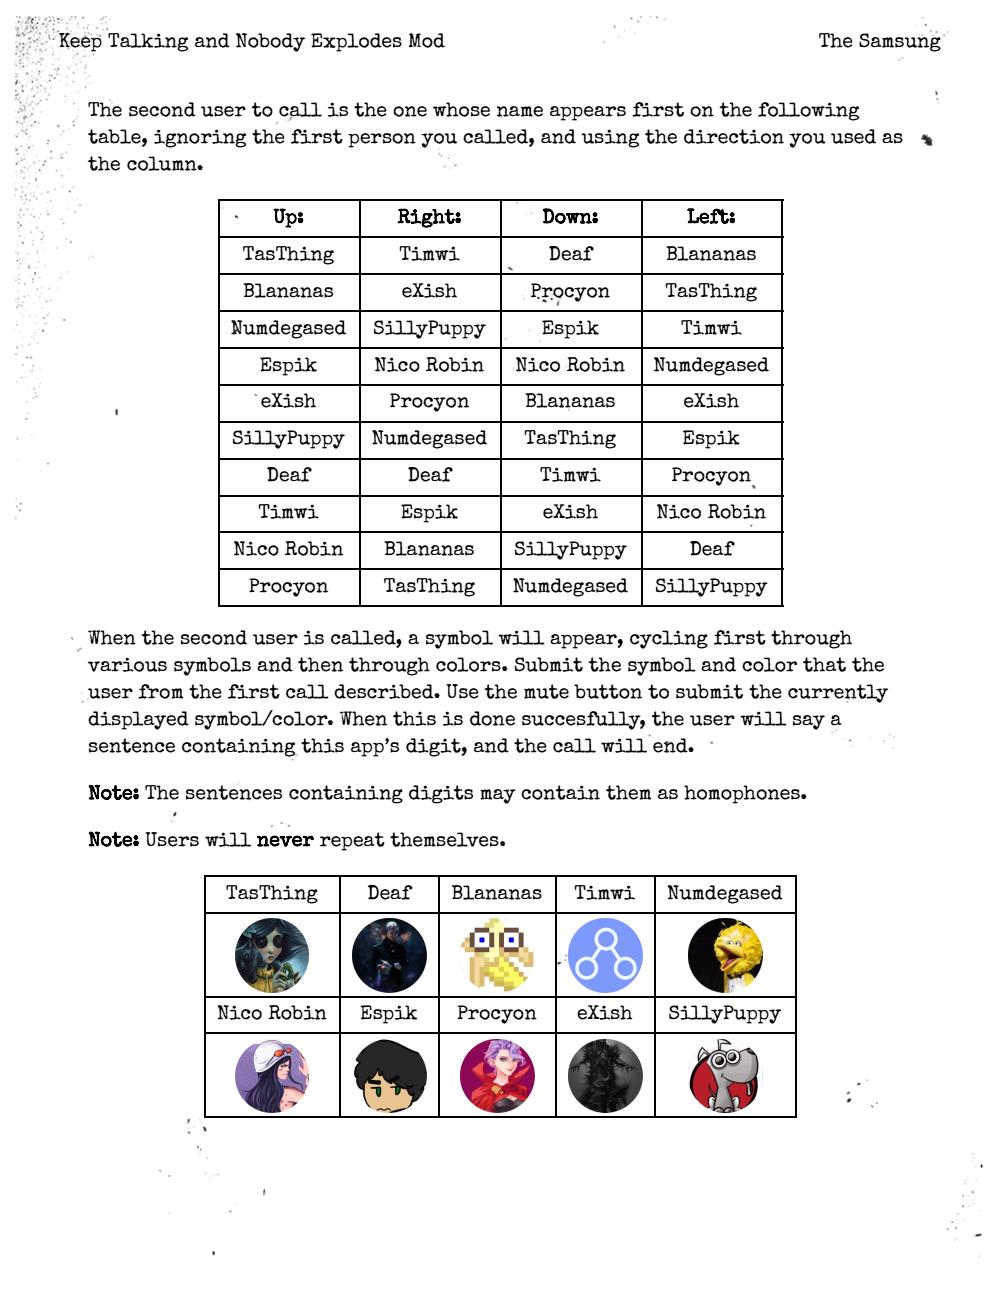 Keep Talking and Nobody Explodes Mod The Samsung
The second user to call is the one whose name appears first on the following
table, ignoring the first person you called, and using the direction you used as
the column.
Up: Right: Down: Left:
TasThing Timwi Deaf Blananas
Blananas eXish Procyon TasThing
Numdegased SillyPuppy Espik Timwi
Espik Nico Robin Nico Robin Numdegased
eXish Procyon Blananas eXish
SillyPuppy Numdegased TasThing Espik
Deaf Deaf Timwi Procyon
Timwi Espik eXish Nico Robin
Nico Robin Blananas SillyPuppy Deaf
Procyon TasThing Numdegased SillyPuppy
When the second user is called, a symbol will appear, cycling first through
various symbols and then through colors. Submit the symbol and color that the
user from the first call described. Use the mute button to submit the currently
displayed symbol/color. When this is done succesfully, the user will say a
sentence containing this app's digit, and the call will end.
Note: The sentences containing digits may contain them as homophones.
Note: Users will never repeat themselves.
TasThing Deaf Blananas Timwi Numdegased
Nico Robin Espik Procyon eXish SillyPuppy